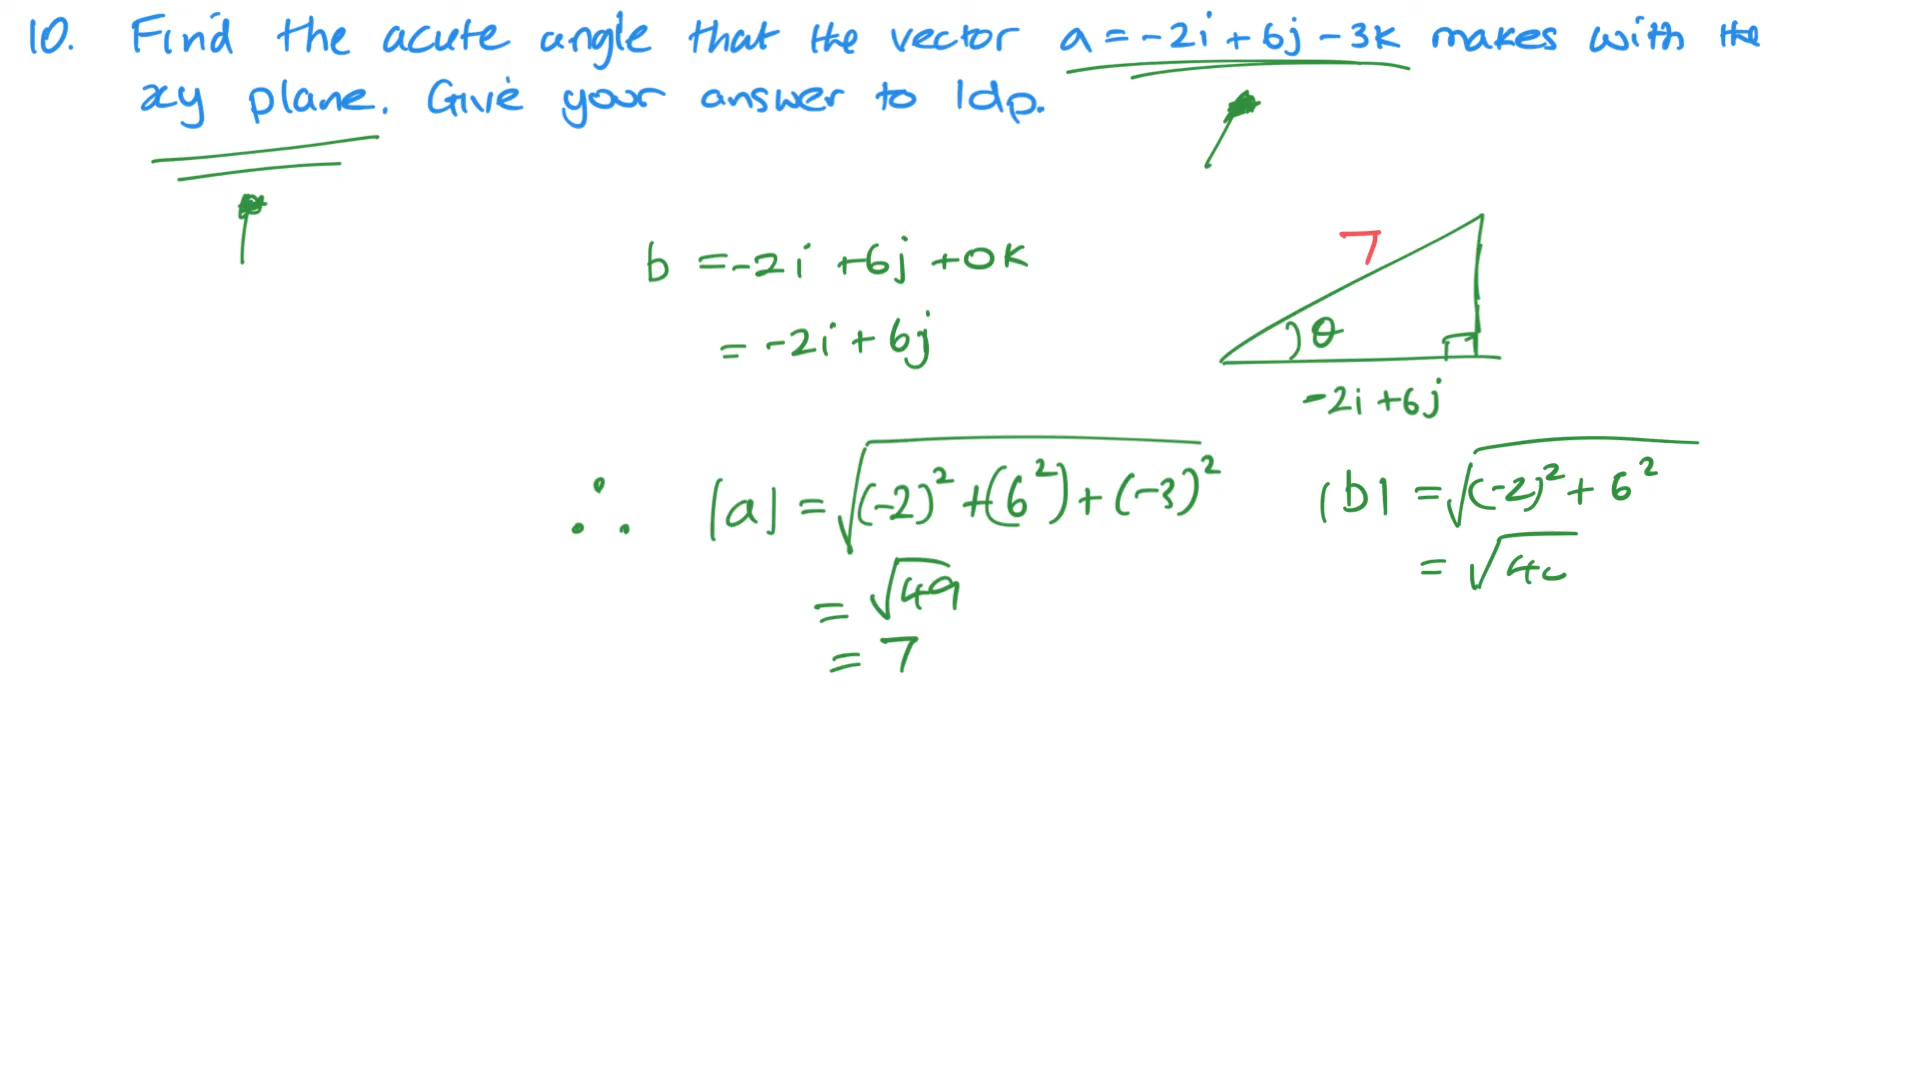 10. Find the acute angle that the vector a = -2i + 6j - 3k makes with the
xy plane. Give your answer to 1dp.
b = -2i + 6j + 0k
= -2i + 6j
7
θ
-2i + 6j
∴ |a| = √((-2)² + (6²) + (-3)²)
= √49
= 7
|b| = √((-2)² + 6²)
= √40